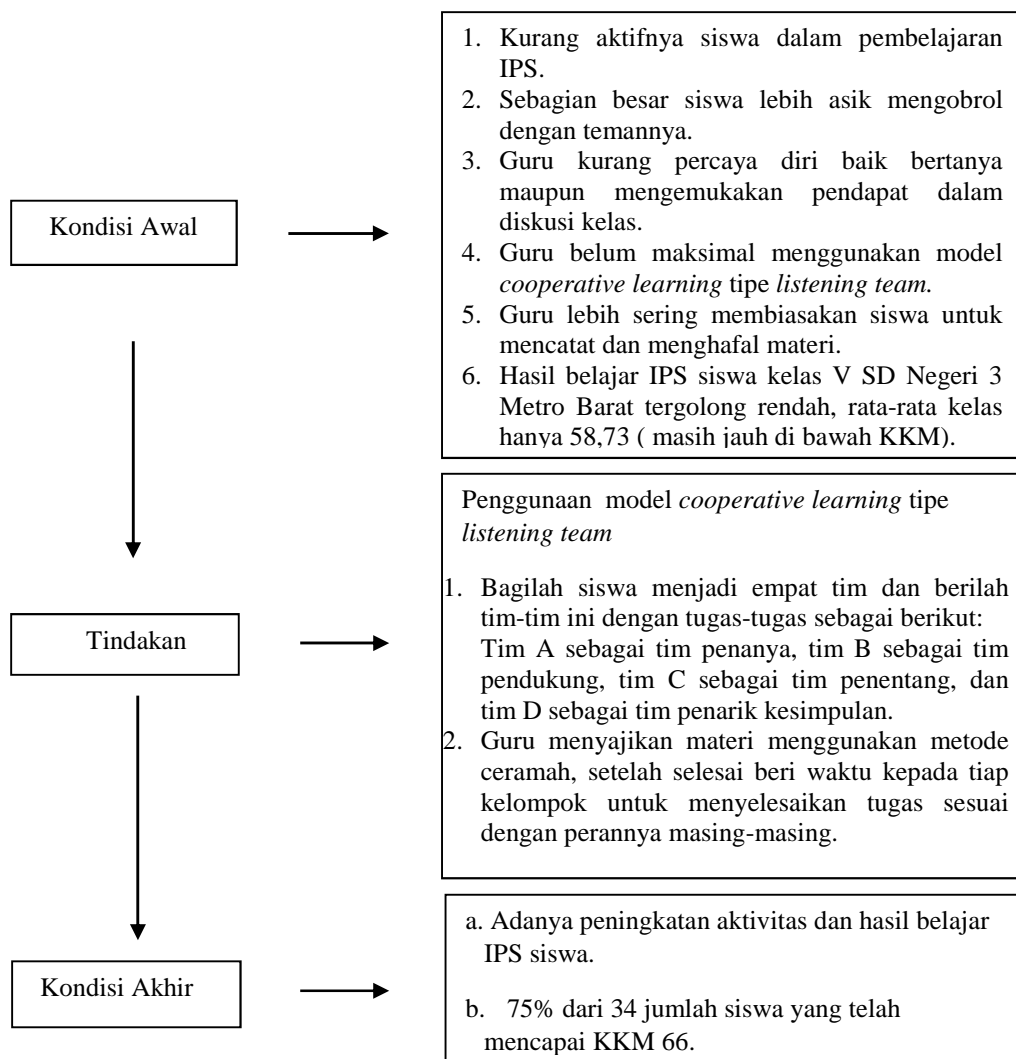 1. Kurang aktifnya siswa dalam pembelajaran
IPS.
2. Sebagian besar siswa lebih asik mengobrol
dengan temannya.
3. Guru kurang percaya diri baik bertanya
maupun mengemukakan pendapat dalam
diskusi kelas.
4. Guru belum maksimal menggunakan model
cooperative learning tipe listening team.
5. Guru lebih sering membiasakan siswa untuk
mencatat dan menghafal materi.
6. Hasil belajar IPS siswa kelas V SD Negeri 3
Metro Barat tergolong rendah, rata-rata kelas
hanya 58,73 ( masih jauh di bawah KKM).
Kondisi Awal
Penggunaan model cooperative learning tipe
listening team
1. Bagilah siswa menjadi empat tim dan berilah
tim-tim ini dengan tugas-tugas sebagai berikut:
Tim A sebagai tim penanya, tim B sebagai tim
pendukung, tim C sebagai tim penentang, dan
tim D sebagai tim penarik kesimpulan.
2. Guru menyajikan materi menggunakan metode
ceramah, setelah selesai beri waktu kepada tiap
kelompok untuk menyelesaikan tugas sesuai
dengan perannya masing-masing.
Tindakan
a. Adanya peningkatan aktivitas dan hasil belajar
IPS siswa.
b. 75% dari 34 jumlah siswa yang telah
mencapai KKM 66.
Kondisi Akhir